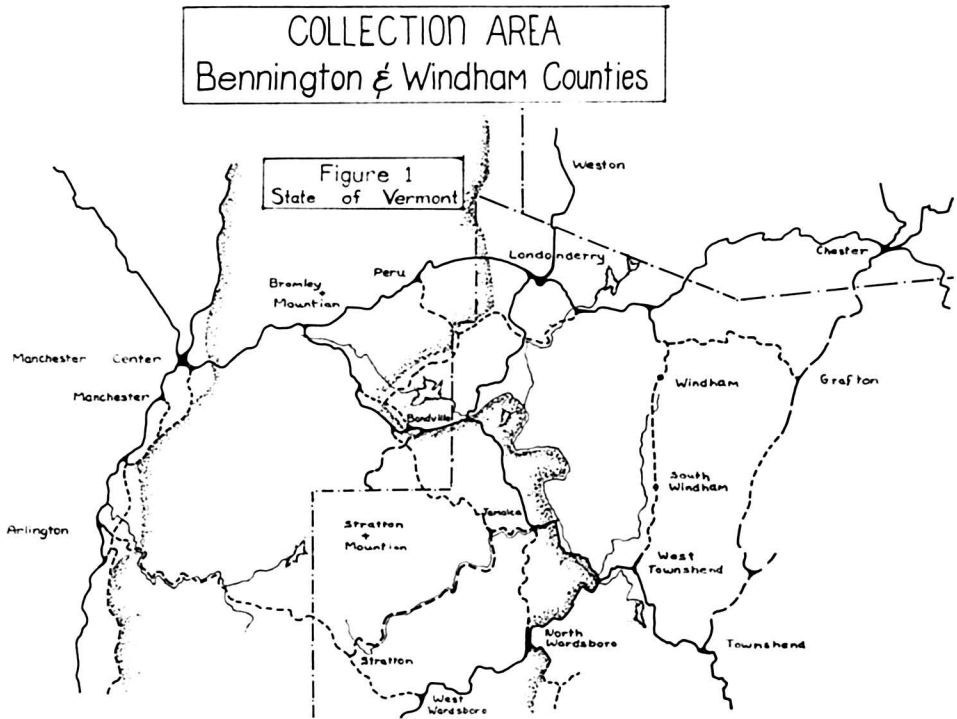 COLLECTION AREA
Bennington & Windham Counties
Figure 1
State of Vermont
Weston
Chester
Londonderry
Peru
Bromley
Mountian
Manchester Center
Manchester
Windham
Grafton
Bondville
South
Windham
Jamaica
Arlington
Stratton
Mountian
West
Townshend
North
Wardsboro
Townshend
Stratton
West
Wardsboro